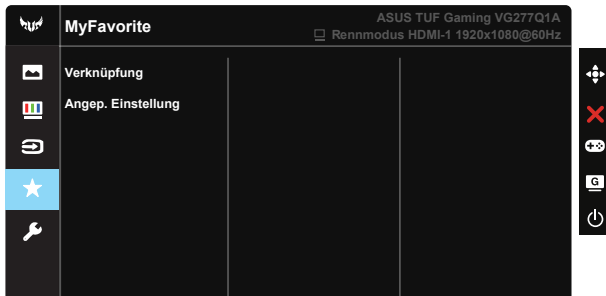 MyFavorite
ASUS TUF Gaming VG277Q1A
Rennmodus HDMI-1 1920x1080@60Hz
Verknüpfung
Angep. Einstellung
G